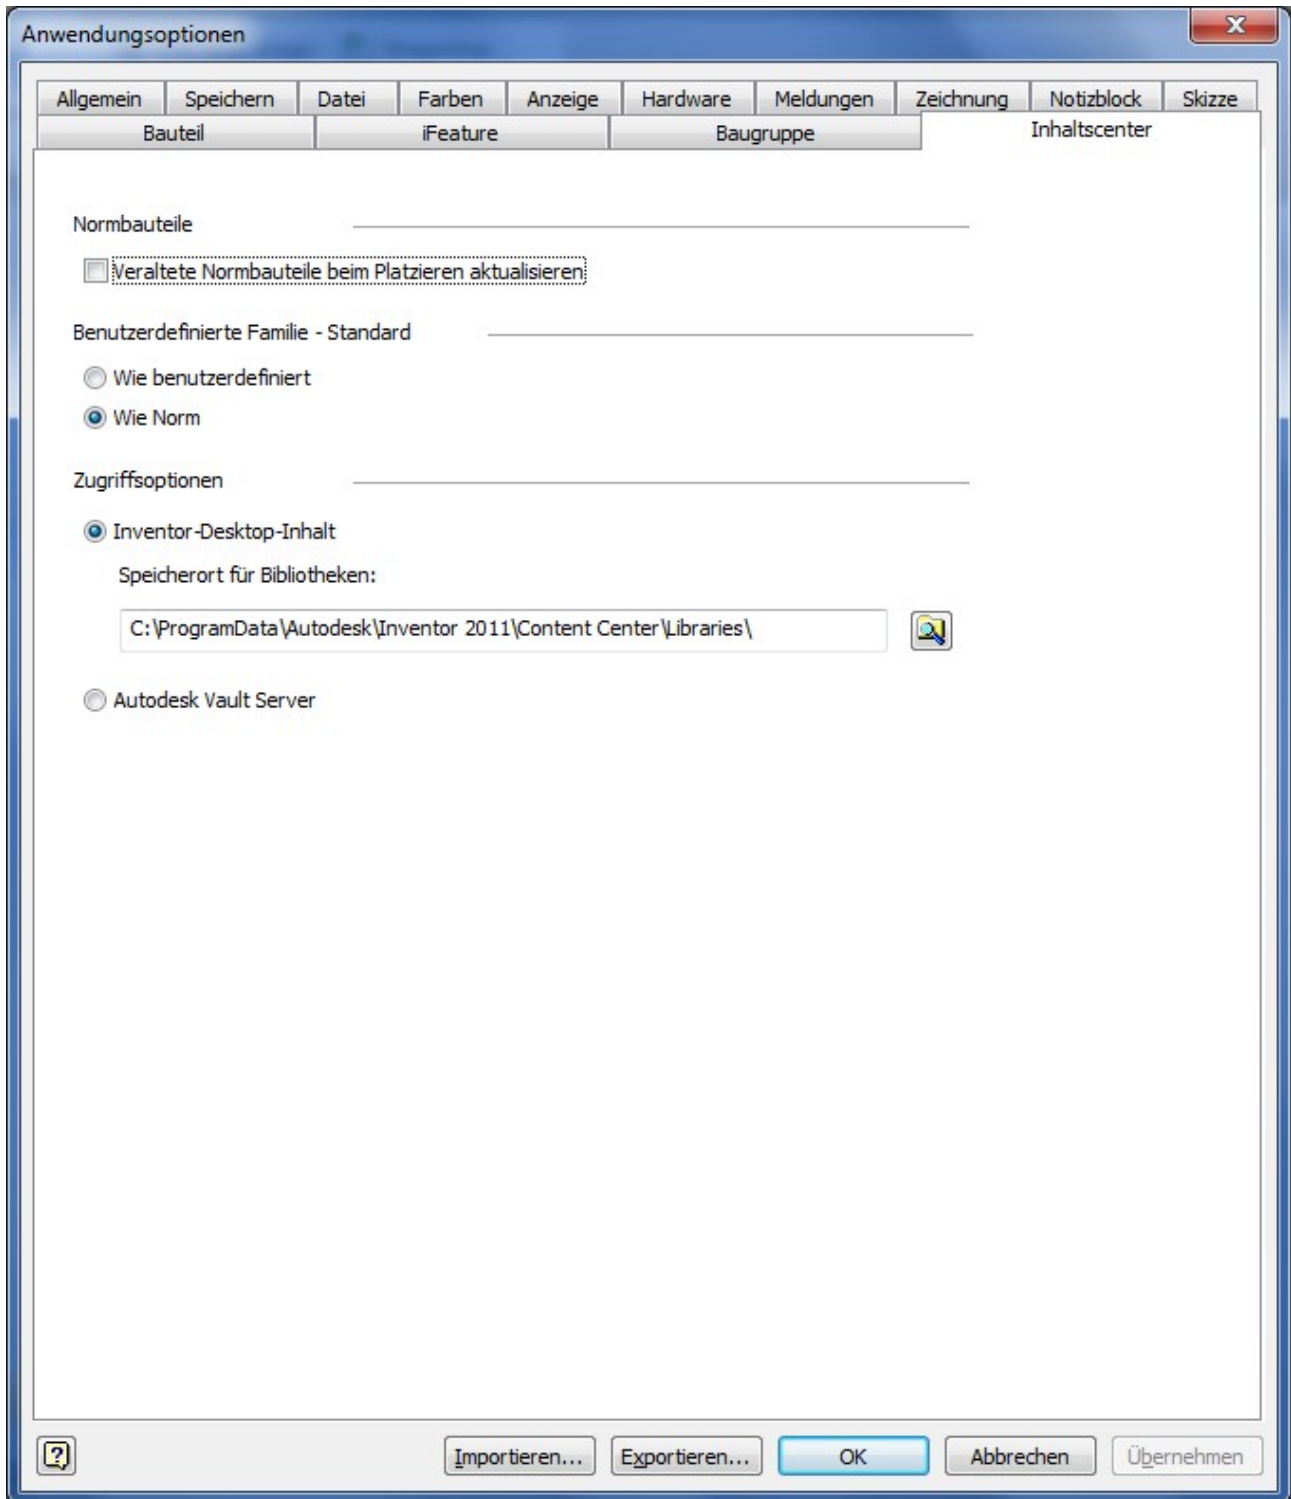 Anwendungsoptionen
Allgemein Speichern Datei Farben Anzeige Hardware Meldungen Zeichnung Notizblock Skizze
Bauteil iFeature Baugruppe Inhaltscenter
Normbauteile
Veraltete Normbauteile beim Platzieren aktualisieren
Benutzerdefinierte Familie - Standard
Wie benutzerdefiniert
Wie Norm
Zugriffsoptionen
Inventor-Desktop-Inhalt
Speicherort für Bibliotheken:
C:\ProgramData\Autodesk\Inventor 2011\Content Center\Libraries\
Autodesk Vault Server
Importieren... Exportieren... OK Abbrechen Übernehmen